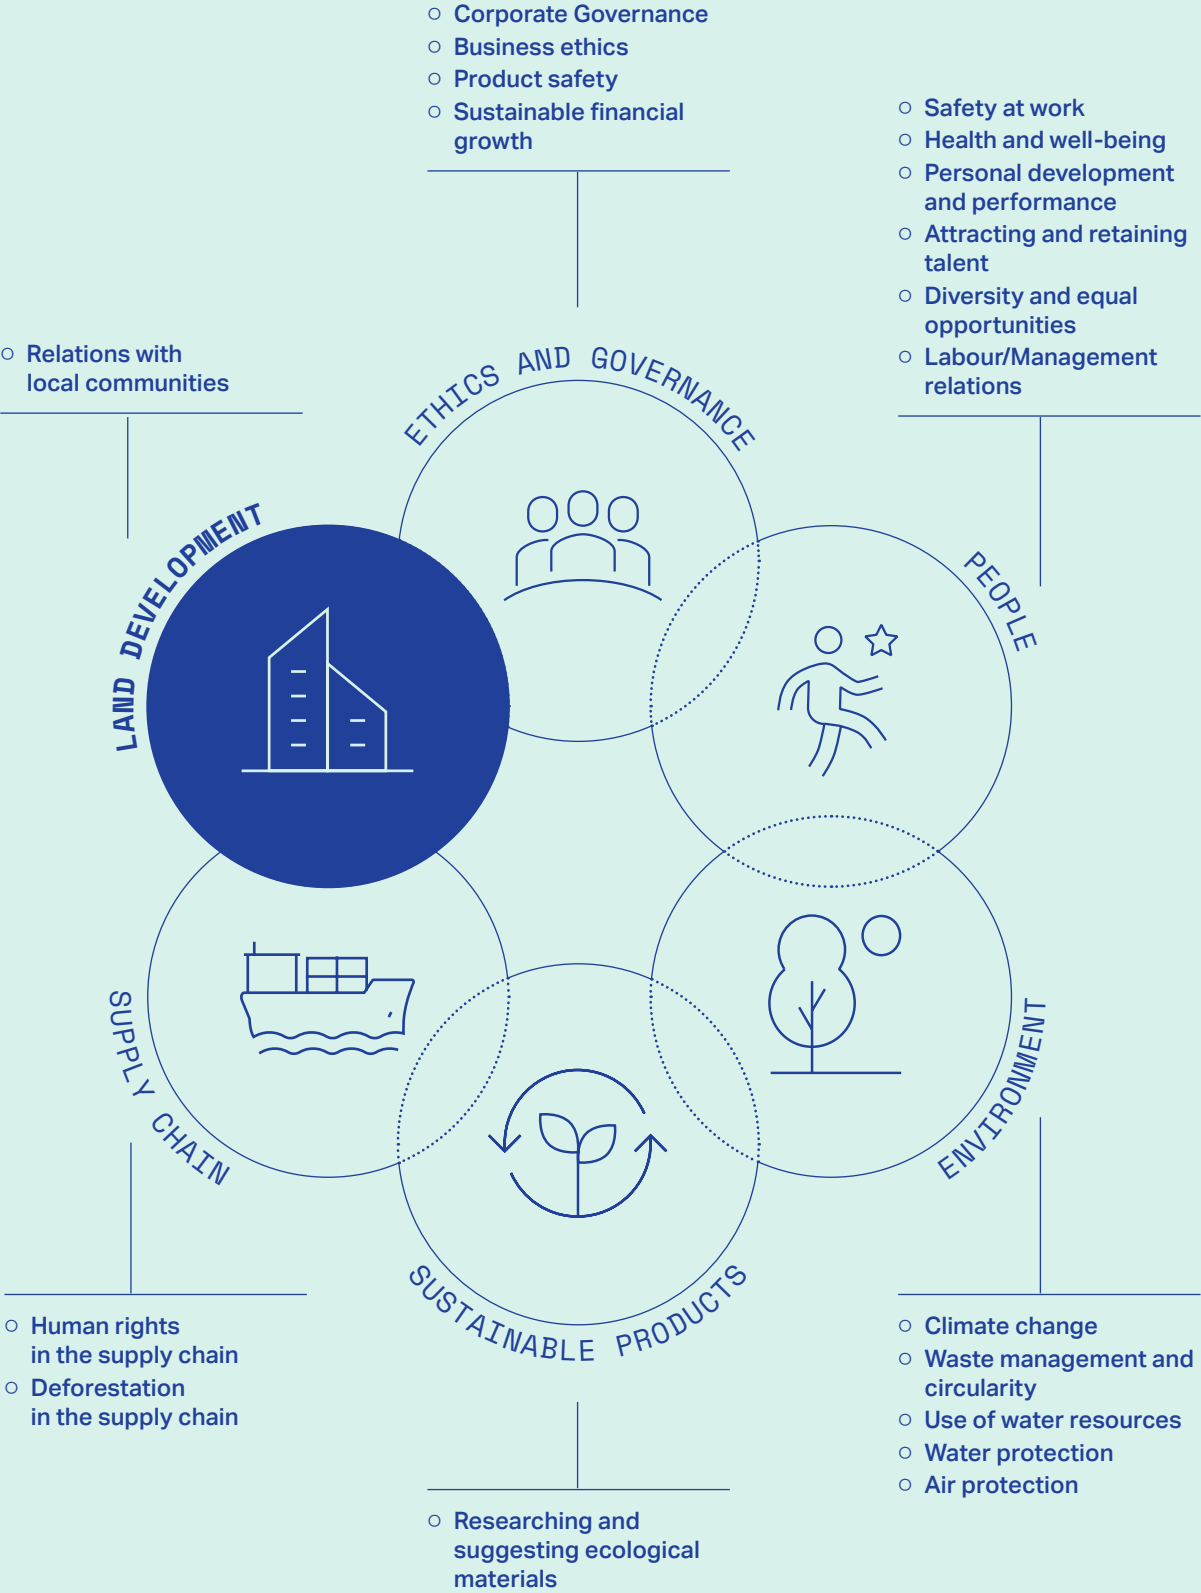 Corporate Governance
Business ethics
Product safety
Sustainable financial
growth
Safety at work
Health and well-being
Personal development
and performance
Attracting and retaining
talent
Diversity and equal
opportunities
Labour/Management
relations
Relations with
local communities
ETHICS AND GOVERNANCE
LAND DEVELOPMENT
PEOPLE
SUPPLY CHAIN
ENVIRONMENT
SUSTAINABLE PRODUCTS
Human rights
in the supply chain
Deforestation
in the supply chain
Climate change
Waste management and
circularity
Use of water resources
Water protection
Air protection
Researching and
suggesting ecological
materials